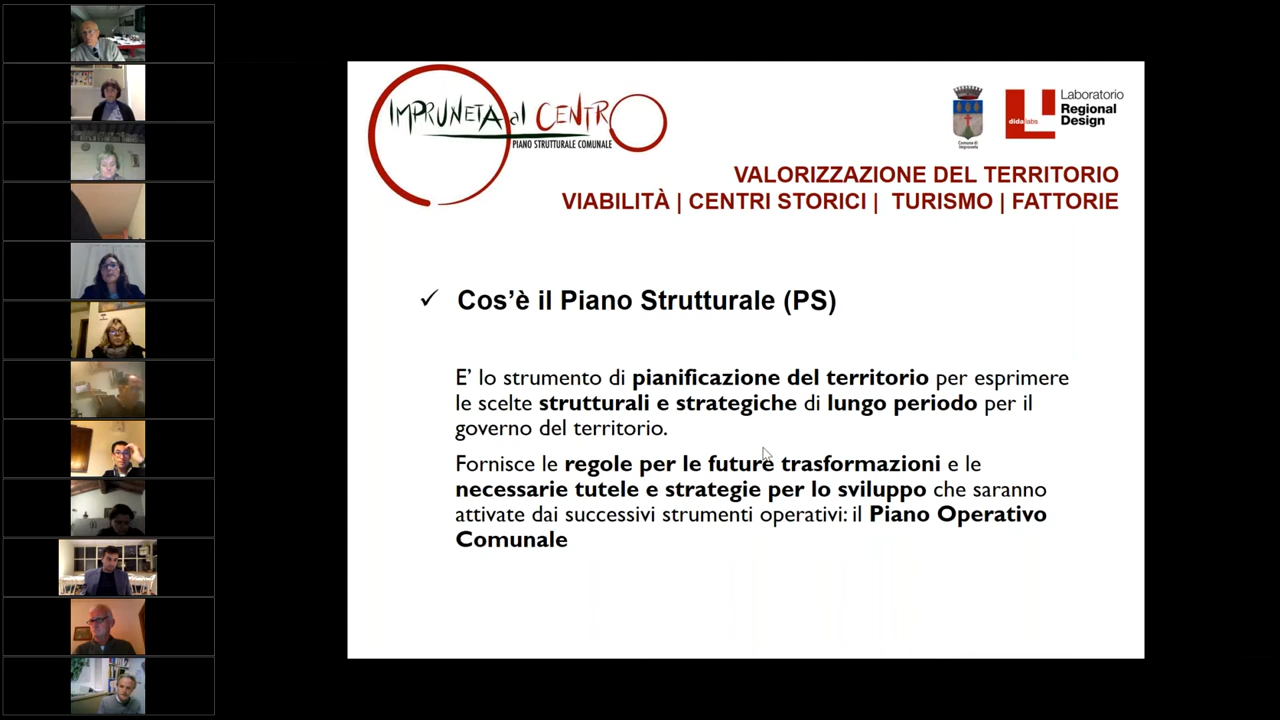 IMPRUNETA al CENTRO
PIANO STRUTTURALE COMUNALE
Comune di
Impruneta
didalabs
Laboratorio
Regional
Design
VALORIZZAZIONE DEL TERRITORIO
VIABILITÀ | CENTRI STORICI | TURISMO | FATTORIE
✓ Cos’è il Piano Strutturale (PS)
E’ lo strumento di pianificazione del territorio per esprimere
le scelte strutturali e strategiche di lungo periodo per il
governo del territorio.
Fornisce le regole per le future trasformazioni e le
necessarie tutele e strategie per lo sviluppo che saranno
attivate dai successivi strumenti operativi: il Piano Operativo
Comunale